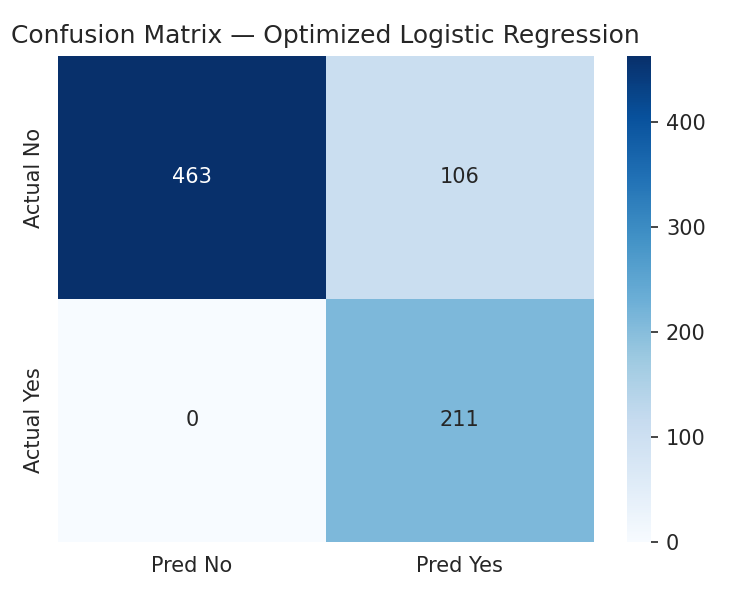 Confusion Matrix — Optimized Logistic Regression
Actual No
463
106
Actual Yes
0
211
Pred No
Pred Yes
400
300
200
100
0